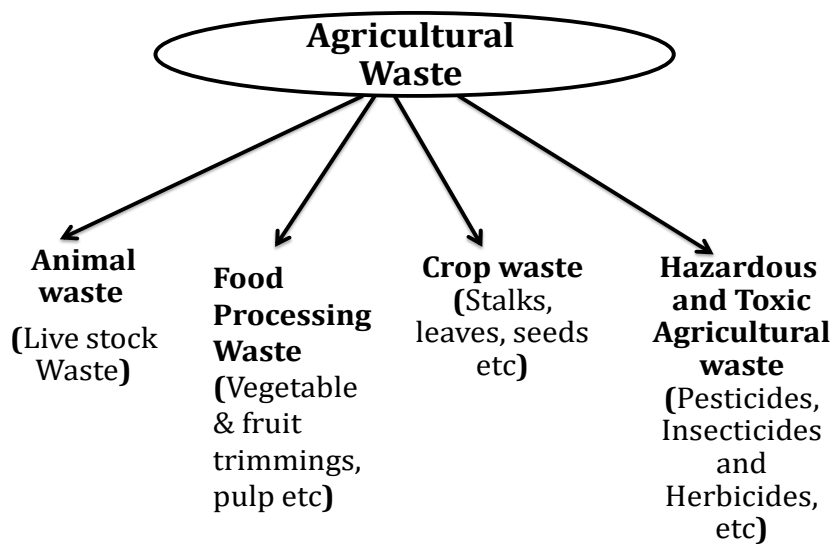 Agricultural
Waste
Animal
waste
(Live stock
Waste)
Food
Processing
Waste
(Vegetable
& fruit
trimmings,
pulp etc)
Crop waste
(Stalks,
leaves, seeds
etc)
Hazardous
and Toxic
Agricultural
waste
(Pesticides,
Insecticides
and
Herbicides,
etc)